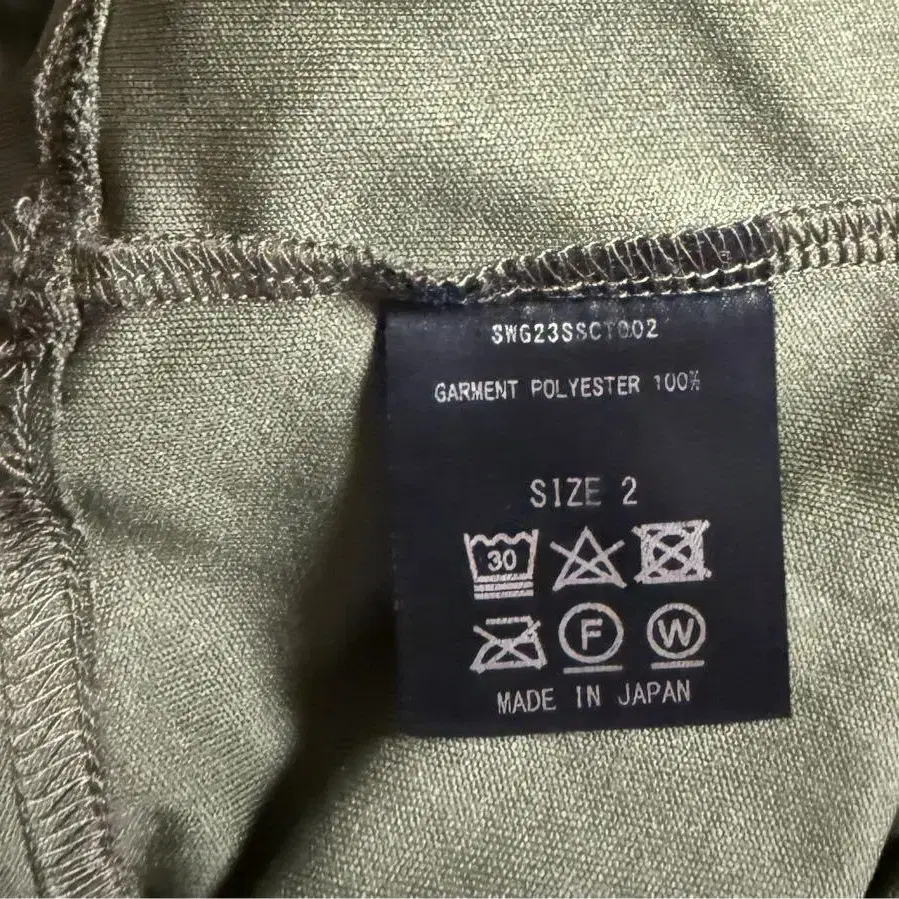 SWG23SSCT002
GARMENT POLYESTER 100%
SIZE 2
30
F W
MADE IN JAPAN